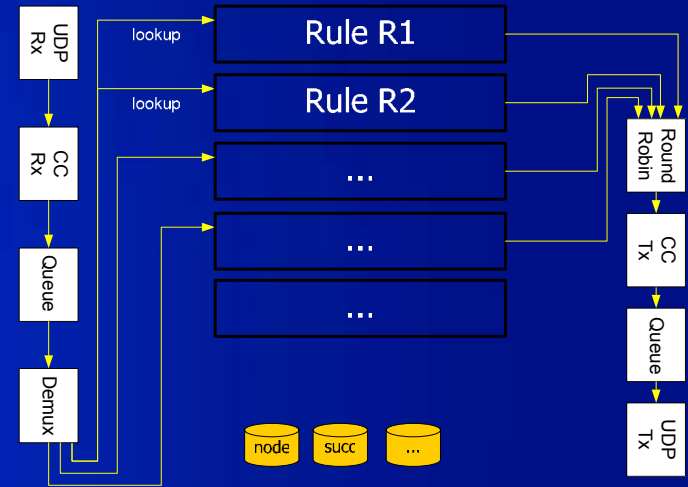 UDP
Rx
CC
Rx
Queue
Demux
lookup
lookup
Rule R1
Rule R2
...
...
...
node
succ
...
Round
Robin
CC
Tx
Queue
UDP
Tx